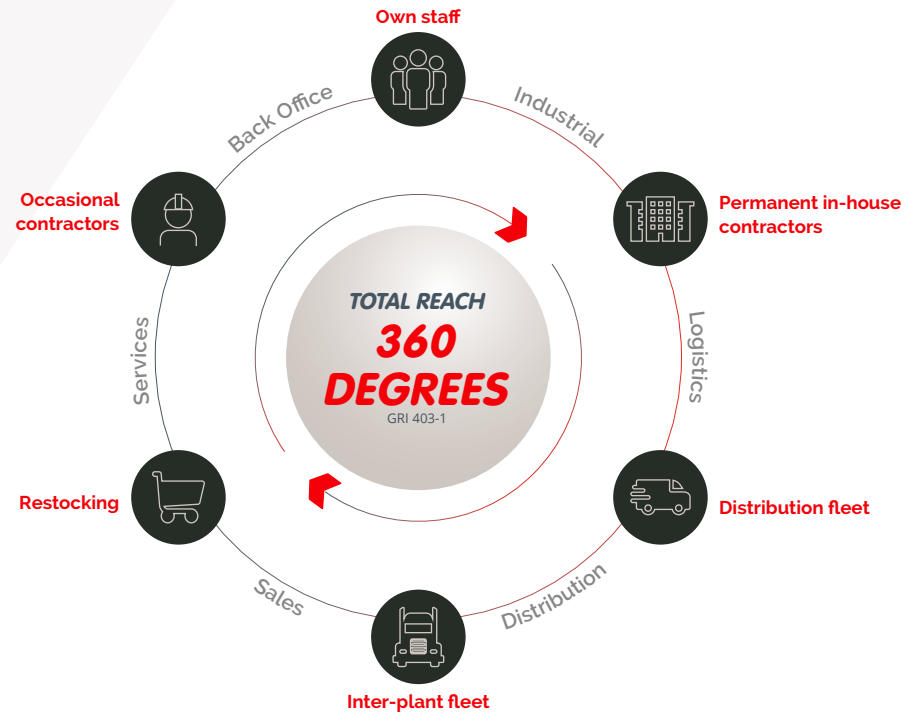 Own staff
Back Office
Industrial
Occasional
contractors
Permanent in-house
contractors
TOTAL REACH
360
DEGREES
GRI 403-1
Services
Logistics
Restocking
Distribution fleet
Sales
Distribution
Inter-plant fleet